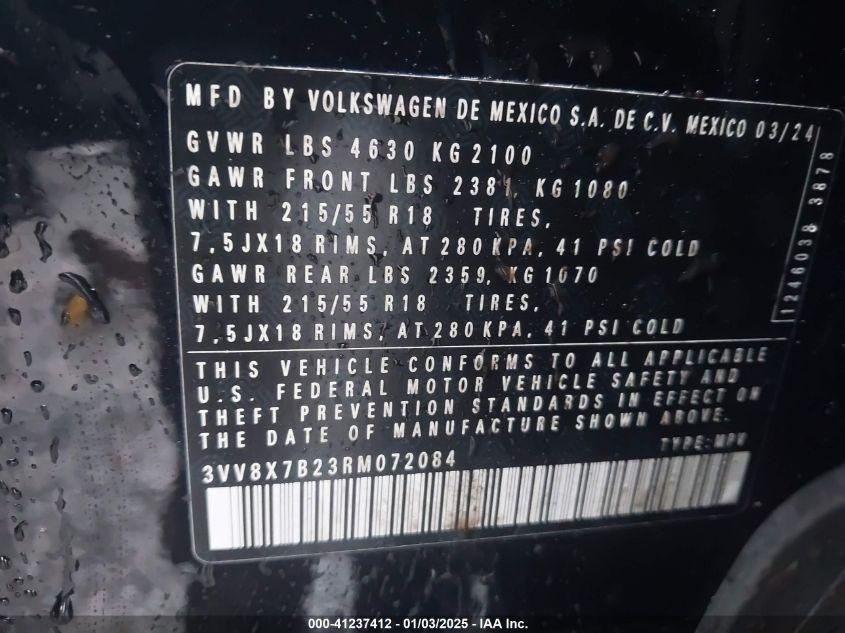 MFD BY VOLKSWAGEN DE MEXICO S.A. DE C.V. MEXICO 03/24
GVWR LBS 4630 KG 2100
GAWR FRONT LBS 2381, KG 1080
WITH 215/55 R18 TIRES,
7,5JX18 RIMS, AT 280 KPA, 41 PSI COLD
GAWR REAR LBS 2359, KG 1070
WITH 215/55 R18 TIRES,
7,5JX18 RIMS, AT 280 KPA, 41 PSI COLD
1246038 3878
THIS VEHICLE CONFORMS TO ALL APPLICABLE
U.S. FEDERAL MOTOR VEHICLE SAFETY AND
THEFT PREVENTION STANDARDS IN EFFECT ON
THE DATE OF MANUFACTURE SHOWN ABOVE.
TYPE: MPV
3VV8X7B23RM072084
000-41237412 - 01/03/2025 - IAA Inc.